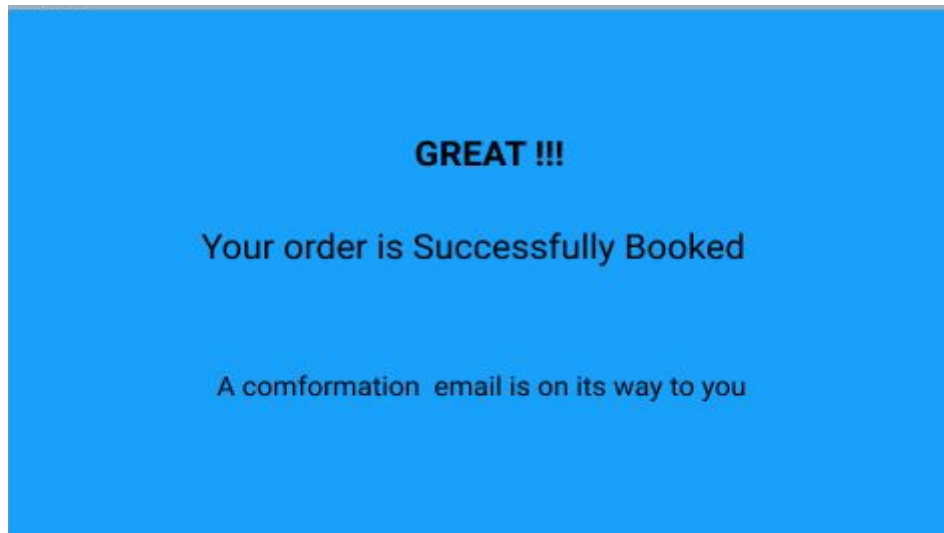 GREAT !!!
Your order is Successfully Booked
A comformation  email is on its way to you